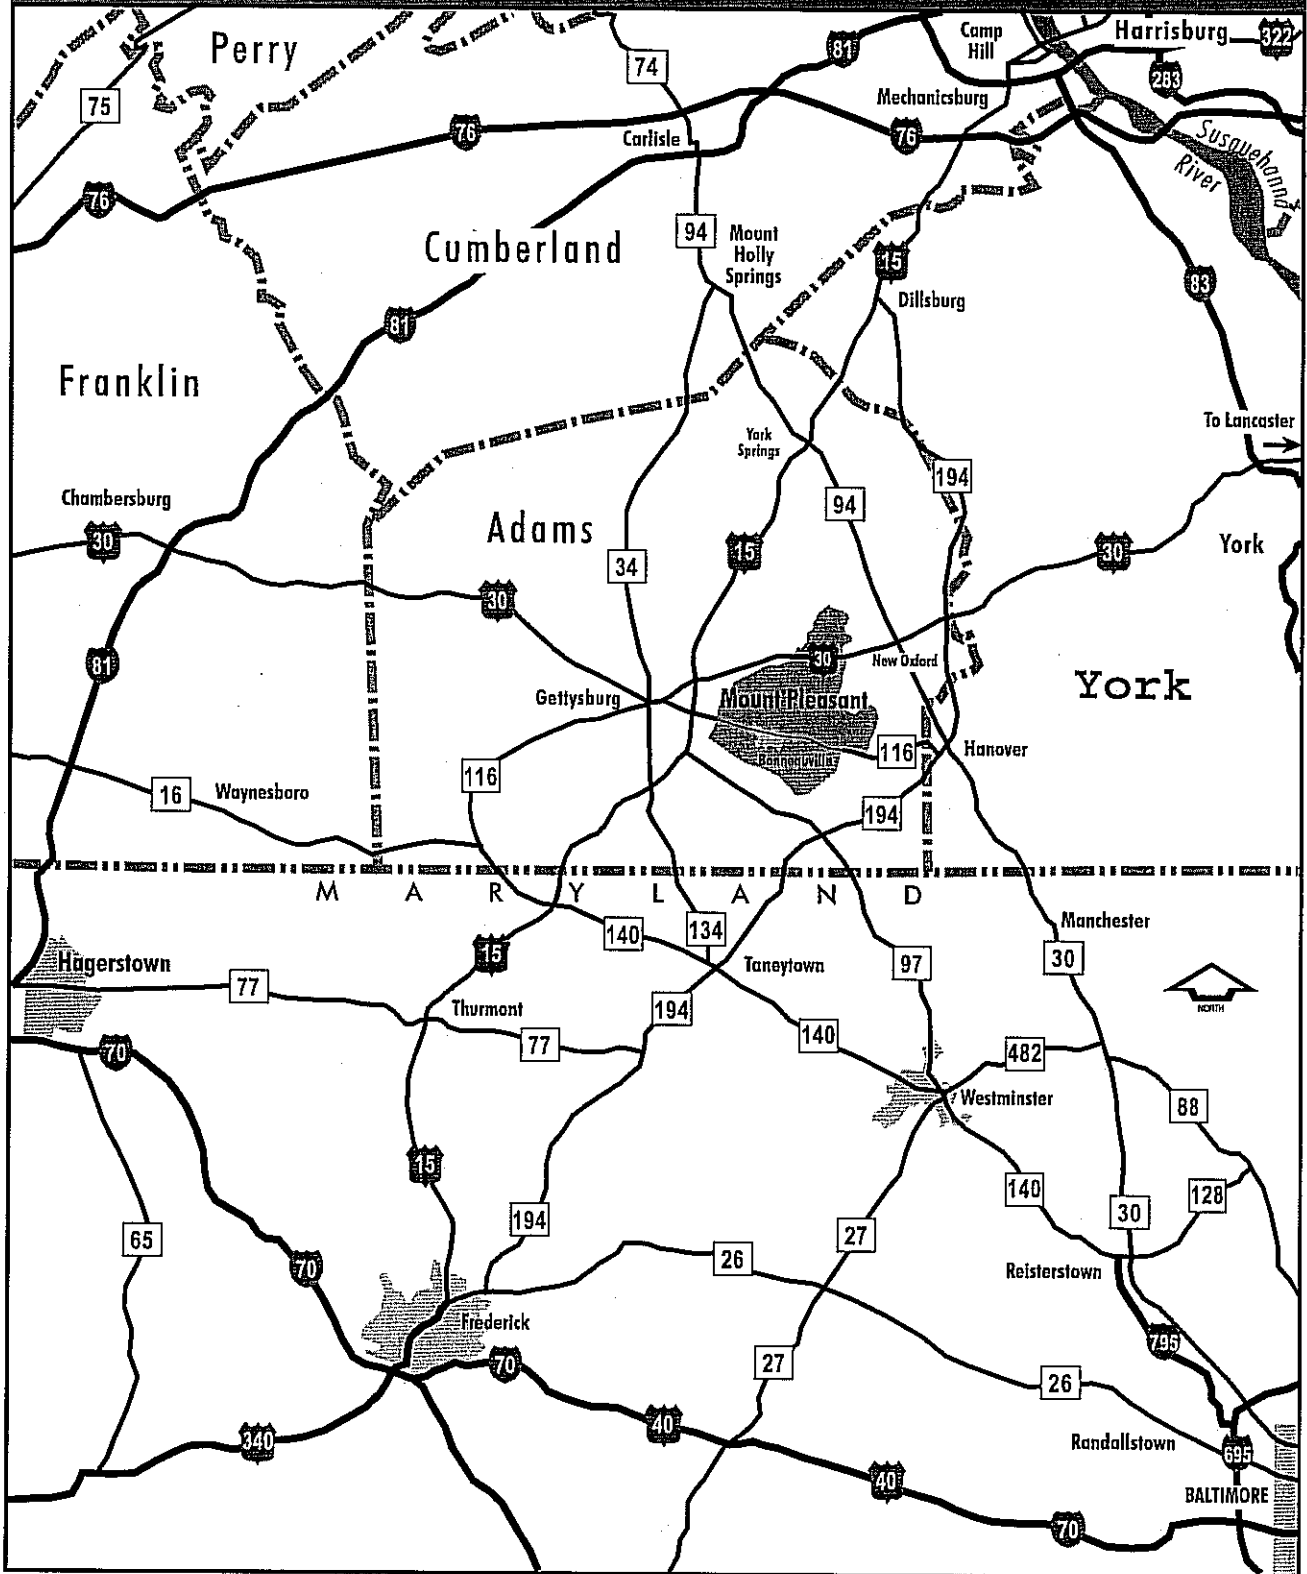 Perry
75
74
81
Camp
Hill
Harrisburg
322
283
Mechanicsburg
76
Carlisle
76
Susquehanna
River
76
94
Mount
Holly
Springs
Cumberland
15
Dillsburg
83
81
Franklin
To Lancaster
York
Springs
194
94
Chambersburg
Adams
30
15
30
York
34
30
81
30
New Oxford
Gettysburg
Mount Pleasant
York
116
Hanover
Bonneauville
116
16
Waynesboro
194
M A R Y L A N D
Manchester
140
134
15
Hagerstown
Taneytown
97
30
77
194
Thurmont
NORTH
77
140
482
70
Westminster
88
15
140
128
194
30
65
27
26
70
Reisterstown
Frederick
795
70
27
26
40
340
Randallstown
695
40
BALTIMORE
70